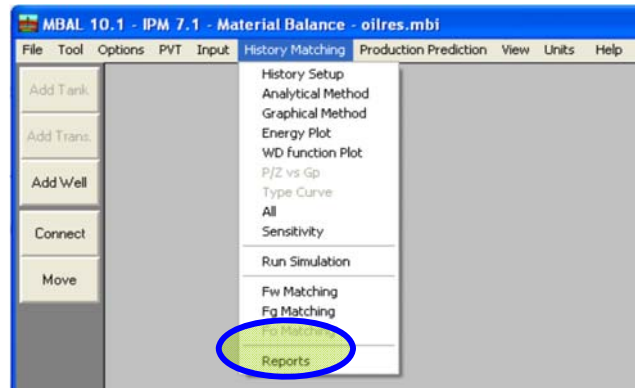 MBAL 10.1 - IPM 7.1 - Material Balance - oilres.mbi
File Tool Options PVT Input History Matching Production Prediction View Units Help
History Setup
Analytical Method
Graphical Method
Energy Plot
WD function Plot
P/Z vs Gp
Type Curve
All
Sensitivity
Run Simulation
Fw Matching
Fg Matching
Fo Matching
Reports
Add Tank
Add Trans.
Add Well
Connect
Move